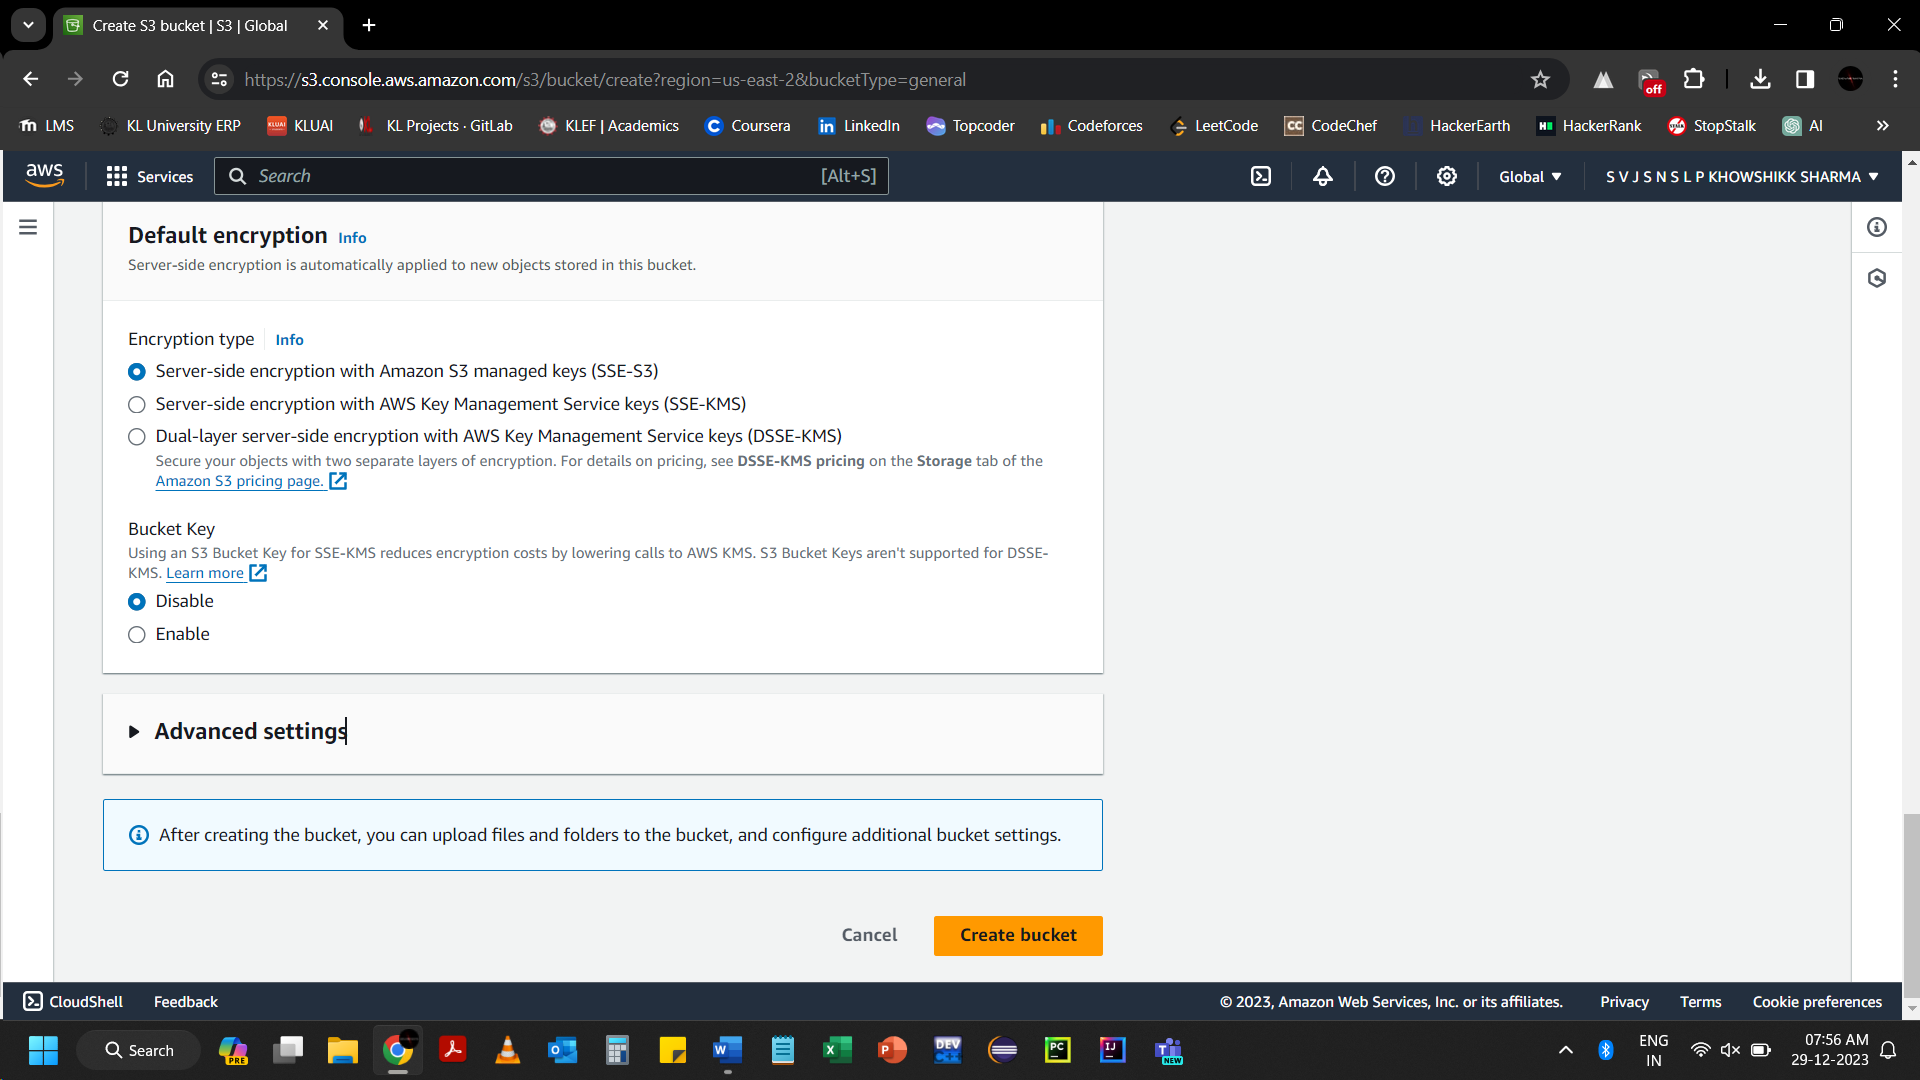 Create S3 bucket | S3 | Global
https://s3.console.aws.amazon.com/s3/bucket/create?region=us-east-2&bucketType=general
off
LMS
KL University ERP
KLUAI
KLUAI
KL Projects · GitLab
KLEF | Academics
Coursera
LinkedIn
Topcoder
Codeforces
LeetCode
CodeChef
HackerEarth
HackerRank
StopStalk
AI
aws
Services
Search
[Alt+S]
Global
S V J S N S L P KHOWSHIKK SHARMA
Default encryption Info
Server-side encryption is automatically applied to new objects stored in this bucket.
Encryption type Info
Server-side encryption with Amazon S3 managed keys (SSE-S3)
Server-side encryption with AWS Key Management Service keys (SSE-KMS)
Dual-layer server-side encryption with AWS Key Management Service keys (DSSE-KMS)
Secure your objects with two separate layers of encryption. For details on pricing, see DSSE-KMS pricing on the Storage tab of the
Amazon S3 pricing page.
Bucket Key
Using an S3 Bucket Key for SSE-KMS reduces encryption costs by lowering calls to AWS KMS. S3 Bucket Keys aren't supported for DSSE-
KMS. Learn more
Disable
Enable
Advanced settings
After creating the bucket, you can upload files and folders to the bucket, and configure additional bucket settings.
Cancel
Create bucket
CloudShell
Feedback
© 2023, Amazon Web Services, Inc. or its affiliates.
Privacy
Terms
Cookie preferences
Search
PRE
DEV
PC
IJ
NEW
ENG
IN
07:56 AM
29-12-2023